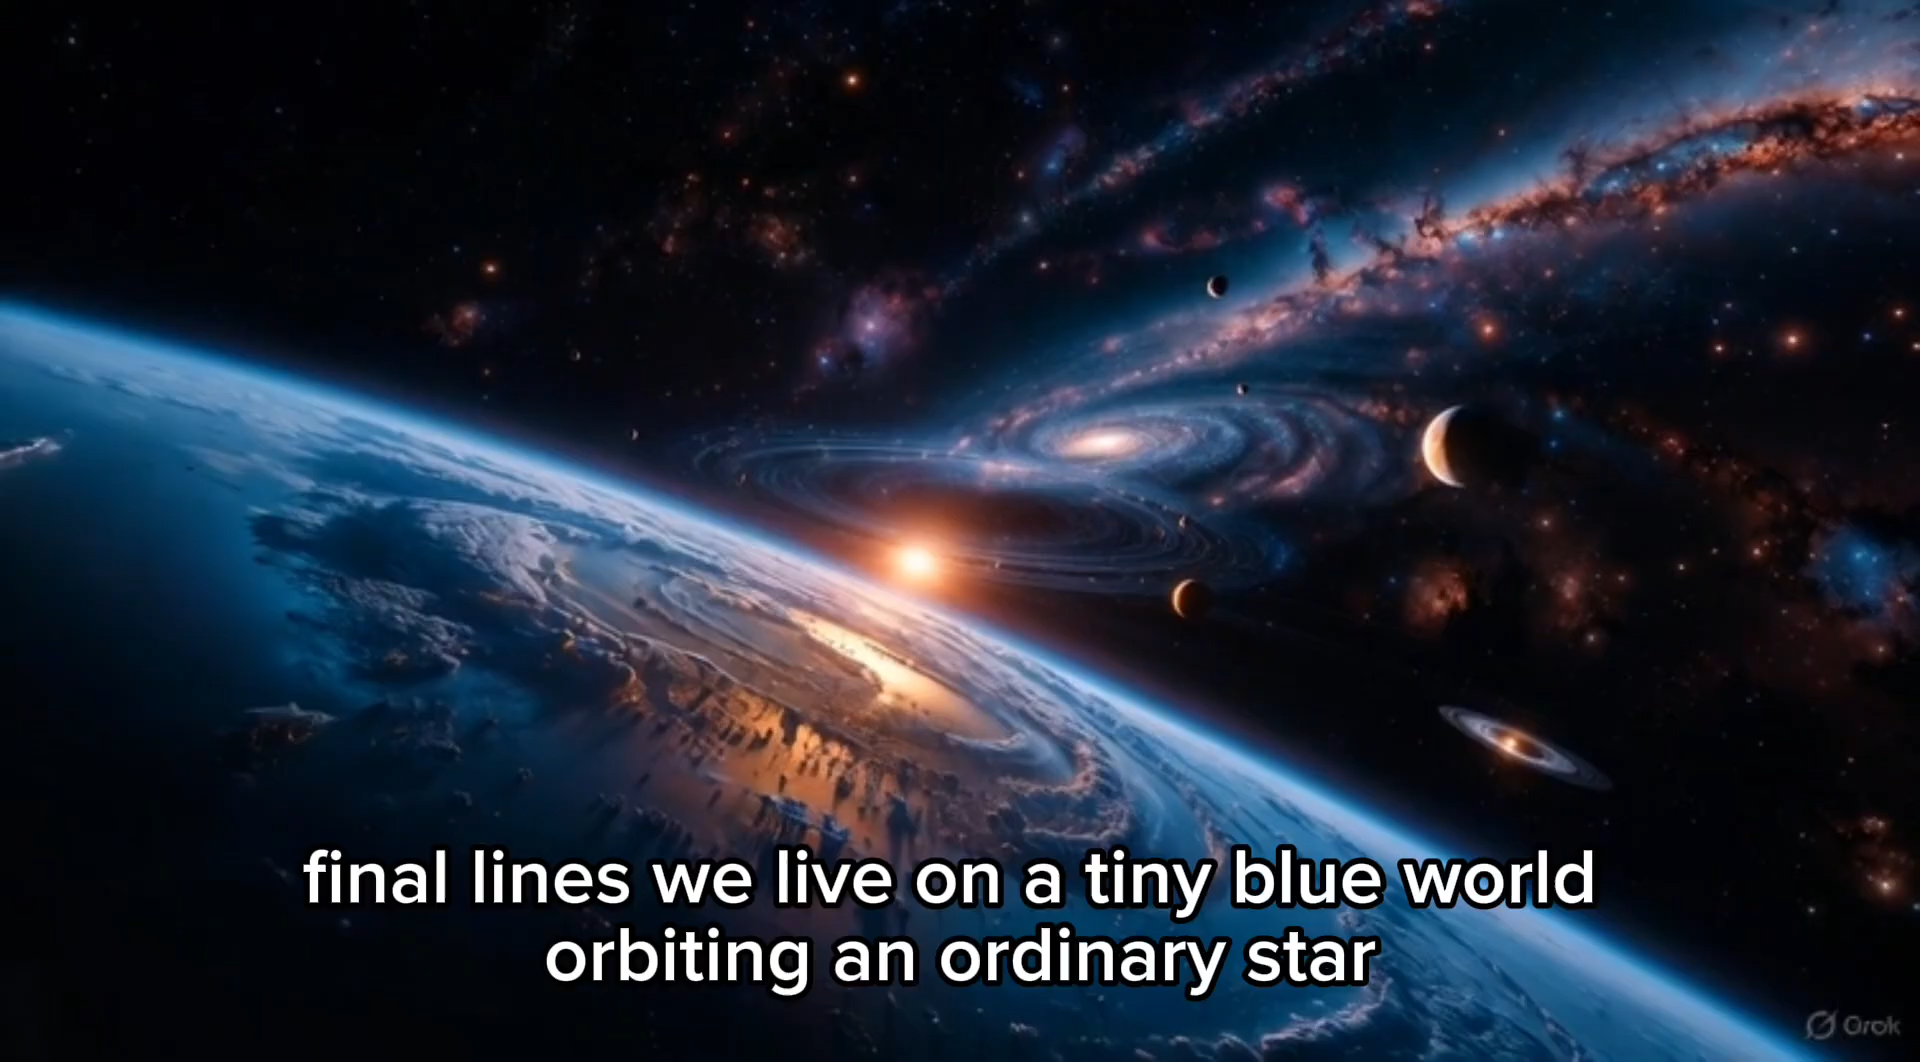 final lines we live on a tiny blue world
orbiting an ordinary star
Grok